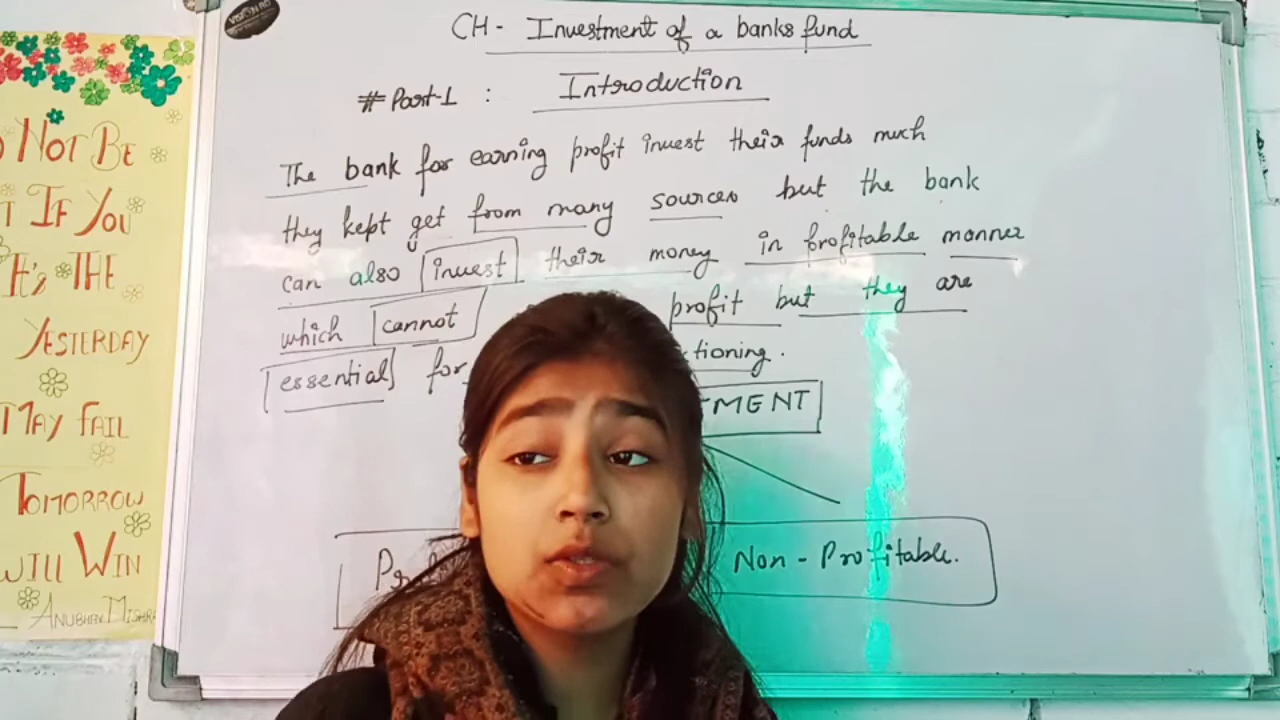 CH - Investment of a banks fund
# Part-1 : Introduction
The bank for earning profit invest their funds much
they kept get from many sources but the bank
can also invest their money in profitable manner
which cannot profit but they are
essential for tioning.
MENT
Non - Profitable.
NOT BE
IF YOU
It's THE
YESTERDAY
MAY FAIL
TOMORROW
WILL WIN
ANUBHAV MISHRA